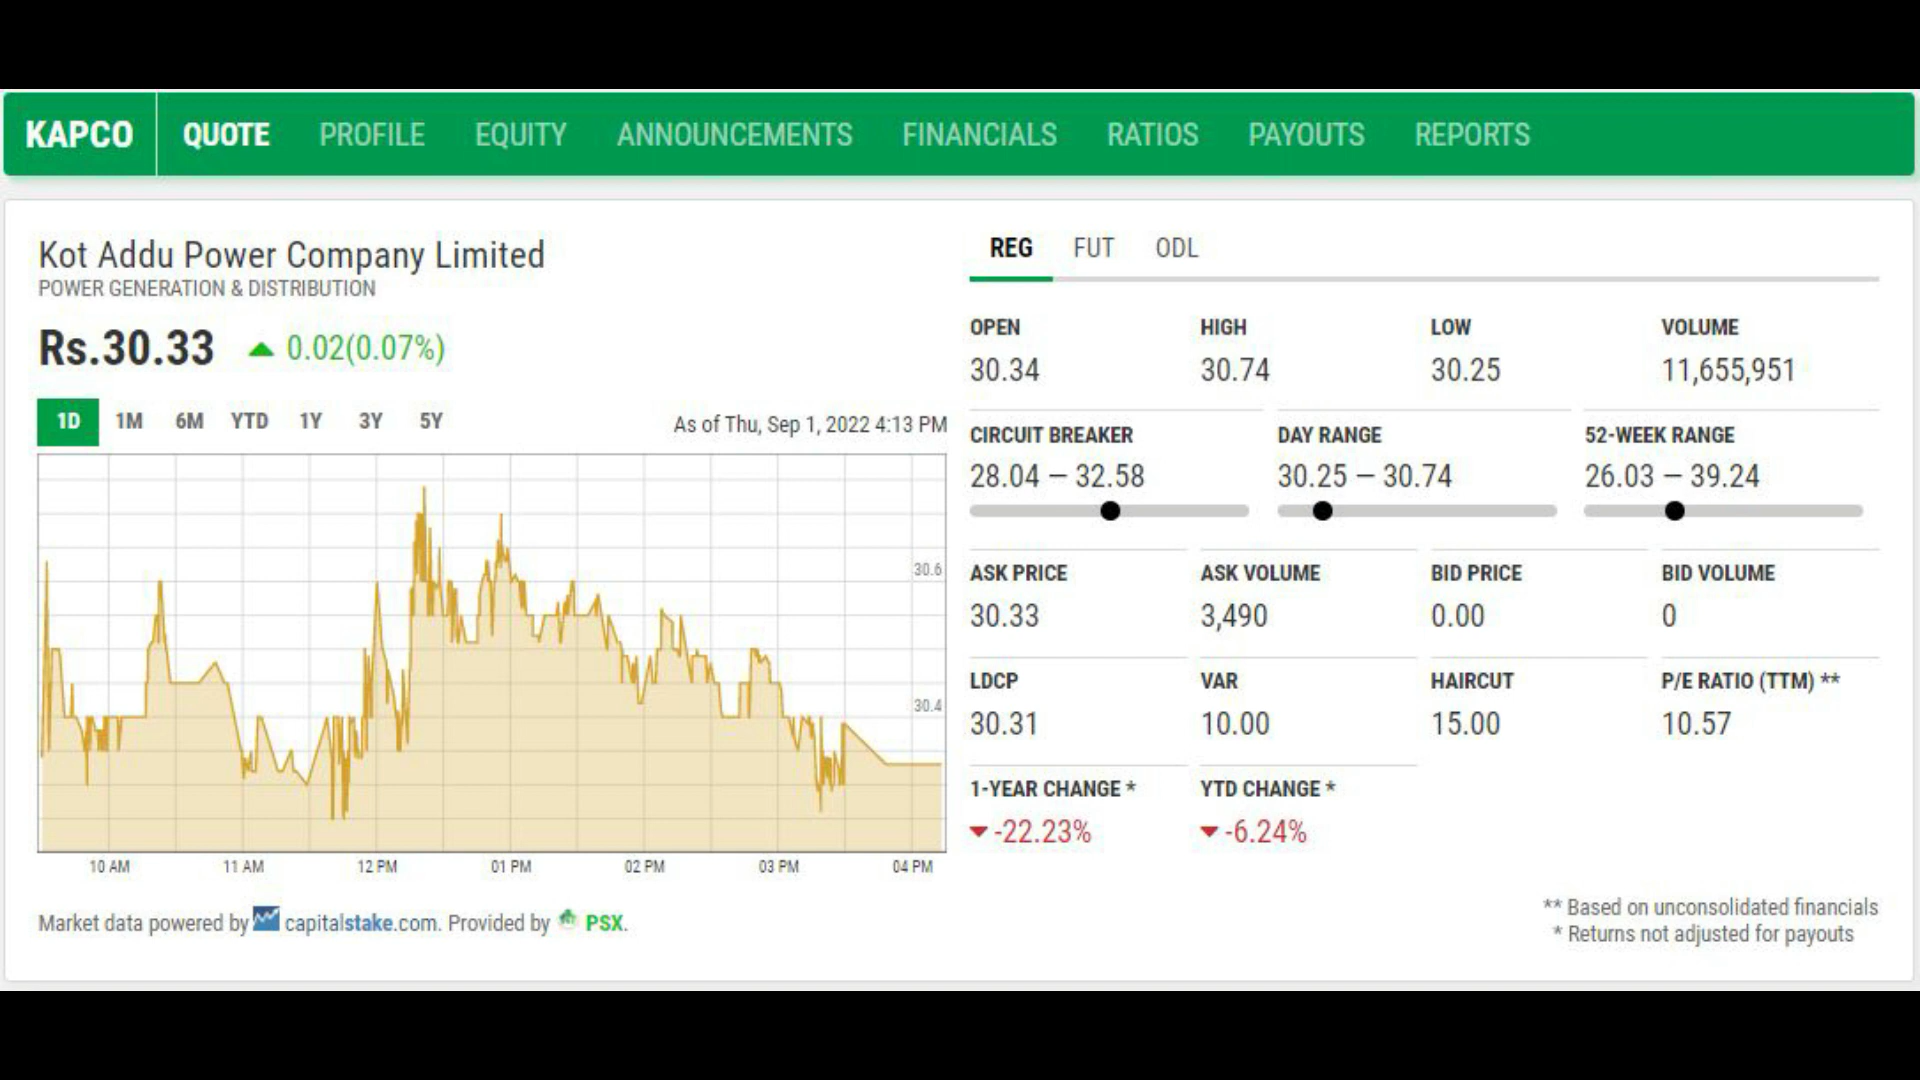 KAPCO QUOTE PROFILE EQUITY ANNOUNCEMENTS FINANCIALS RATIOS PAYOUTS REPORTS
Kot Addu Power Company Limited
POWER GENERATION & DISTRIBUTION
Rs.30.33 0.02(0.07%)
1D 1M 6M YTD 1Y 3Y 5Y
As of Thu, Sep 1, 2022 4:13 PM
30.6
30.4
10 AM 11 AM 12 PM 01 PM 02 PM 03 PM 04 PM
Market data powered by capitalstake.com. Provided by PSX.
REG FUT ODL
OPEN HIGH LOW VOLUME
30.34 30.74 30.25 11,655,951
CIRCUIT BREAKER DAY RANGE 52-WEEK RANGE
28.04 — 32.58 30.25 — 30.74 26.03 — 39.24
ASK PRICE ASK VOLUME BID PRICE BID VOLUME
30.33 3,490 0.00 0
LDCP VAR HAIRCUT P/E RATIO (TTM) **
30.31 10.00 15.00 10.57
1-YEAR CHANGE * YTD CHANGE *
-22.23% -6.24%
** Based on unconsolidated financials
* Returns not adjusted for payouts